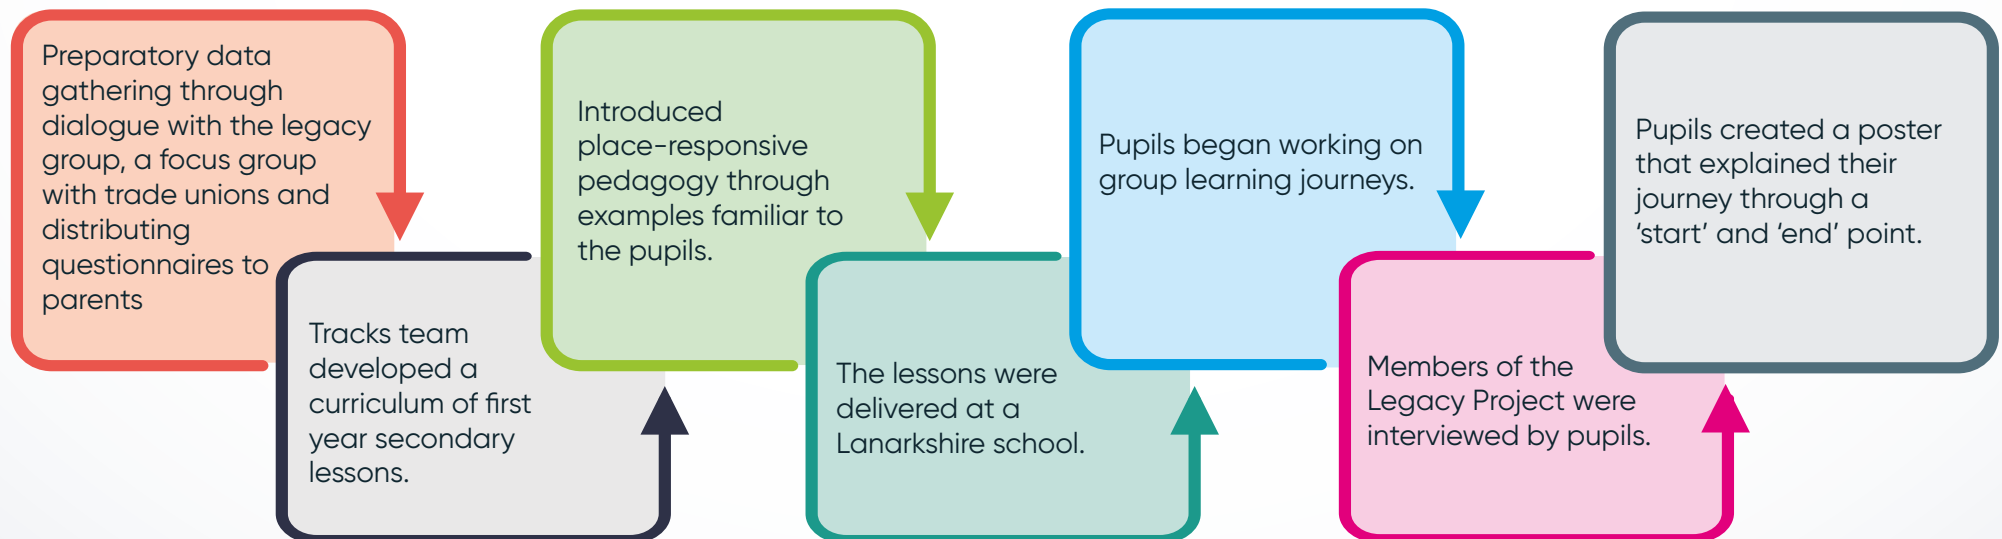 Preparatory data
gathering through
dialogue with the legacy
group, a focus group
with trade unions and
distributing
questionnaires to
parents
Tracks team
developed a
curriculum of first
year secondary
lessons.
Introduced
place-responsive
pedagogy through
examples familiar to
the pupils.
The lessons were
delivered at a
Lanarkshire school.
Pupils began working on
group learning journeys.
Members of the
Legacy Project were
interviewed by pupils.
Pupils created a poster
that explained their
journey through a
‘start’ and ‘end’ point.